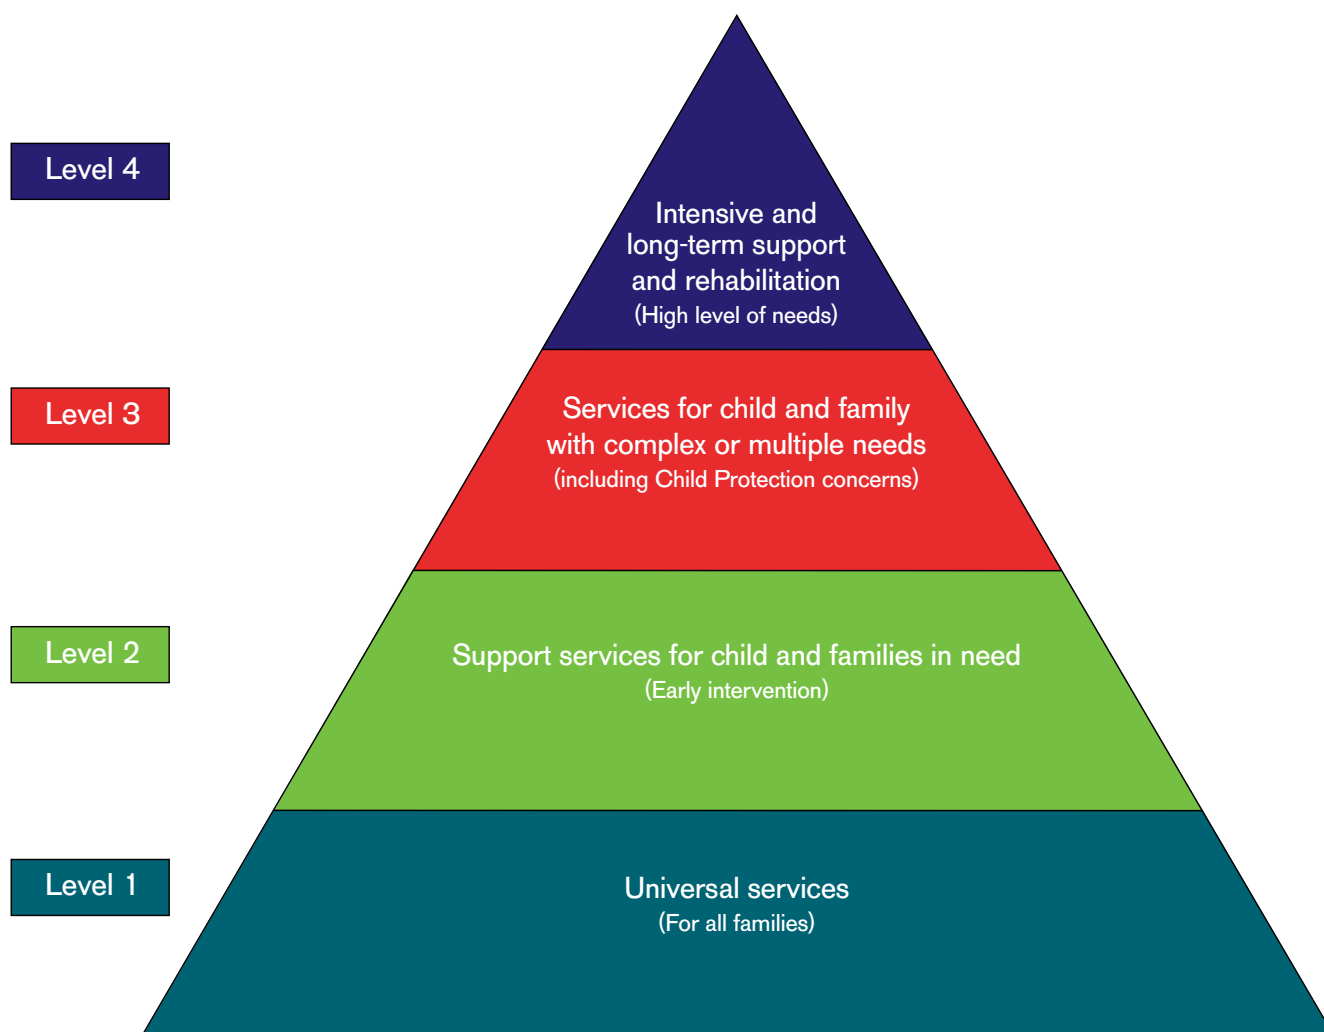 Level 4
Intensive and
long-term support
and rehabilitation
(High level of needs)
Level 3
Services for child and family
with complex or multiple needs
(including Child Protection concerns)
Level 2
Support services for child and families in need
(Early intervention)
Level 1
Universal services
(For all families)